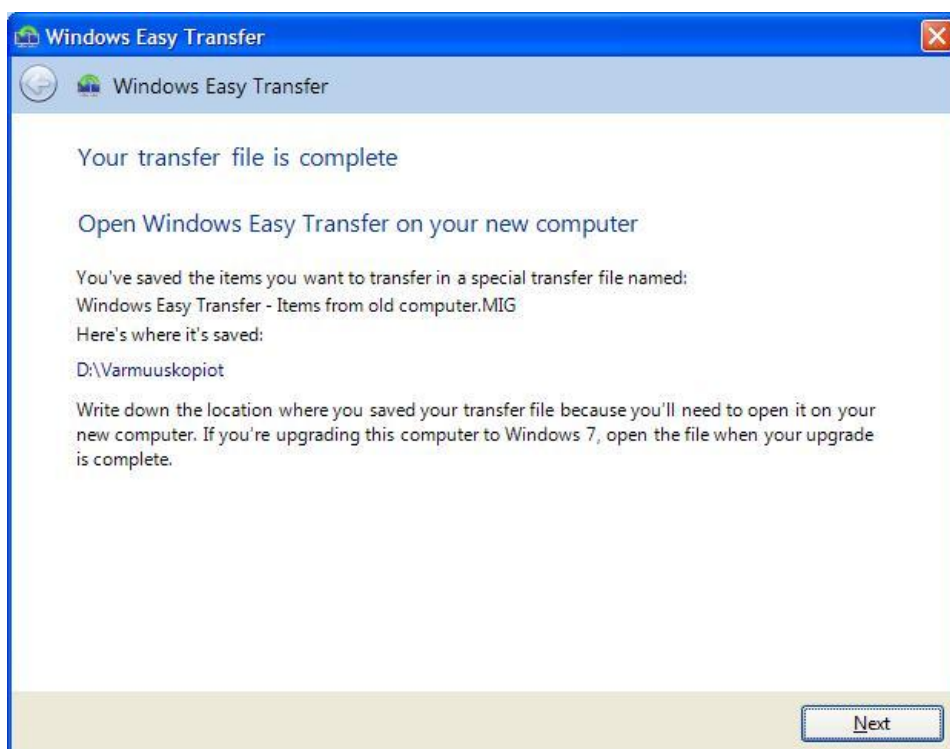 Windows Easy Transfer
Windows Easy Transfer
Your transfer file is complete
Open Windows Easy Transfer on your new computer
You've saved the items you want to transfer in a special transfer file named:
Windows Easy Transfer - Items from old computer.MIG
Here's where it's saved:
D:\Varmuuskopiot
Write down the location where you saved your transfer file because you'll need to open it on your
new computer. If you're upgrading this computer to Windows 7, open the file when your upgrade
is complete.
Next